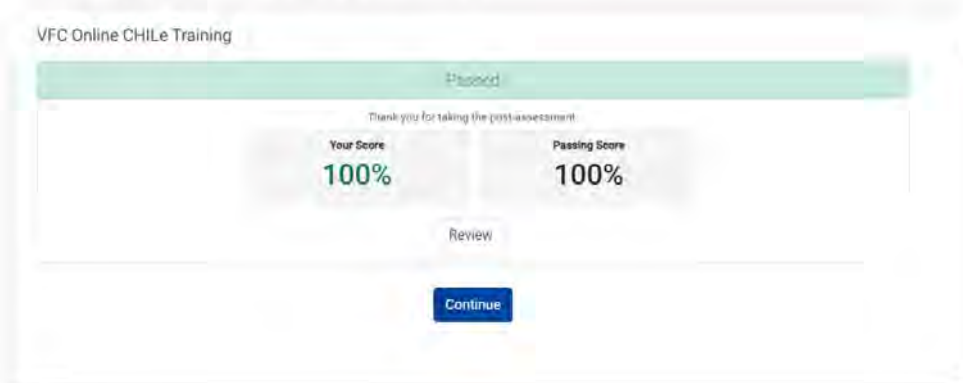 VFC Online CHILe Training
Passed
Thank you for taking the post-assessment
Your Score
Passing Score
100%
100%
Review
Continue